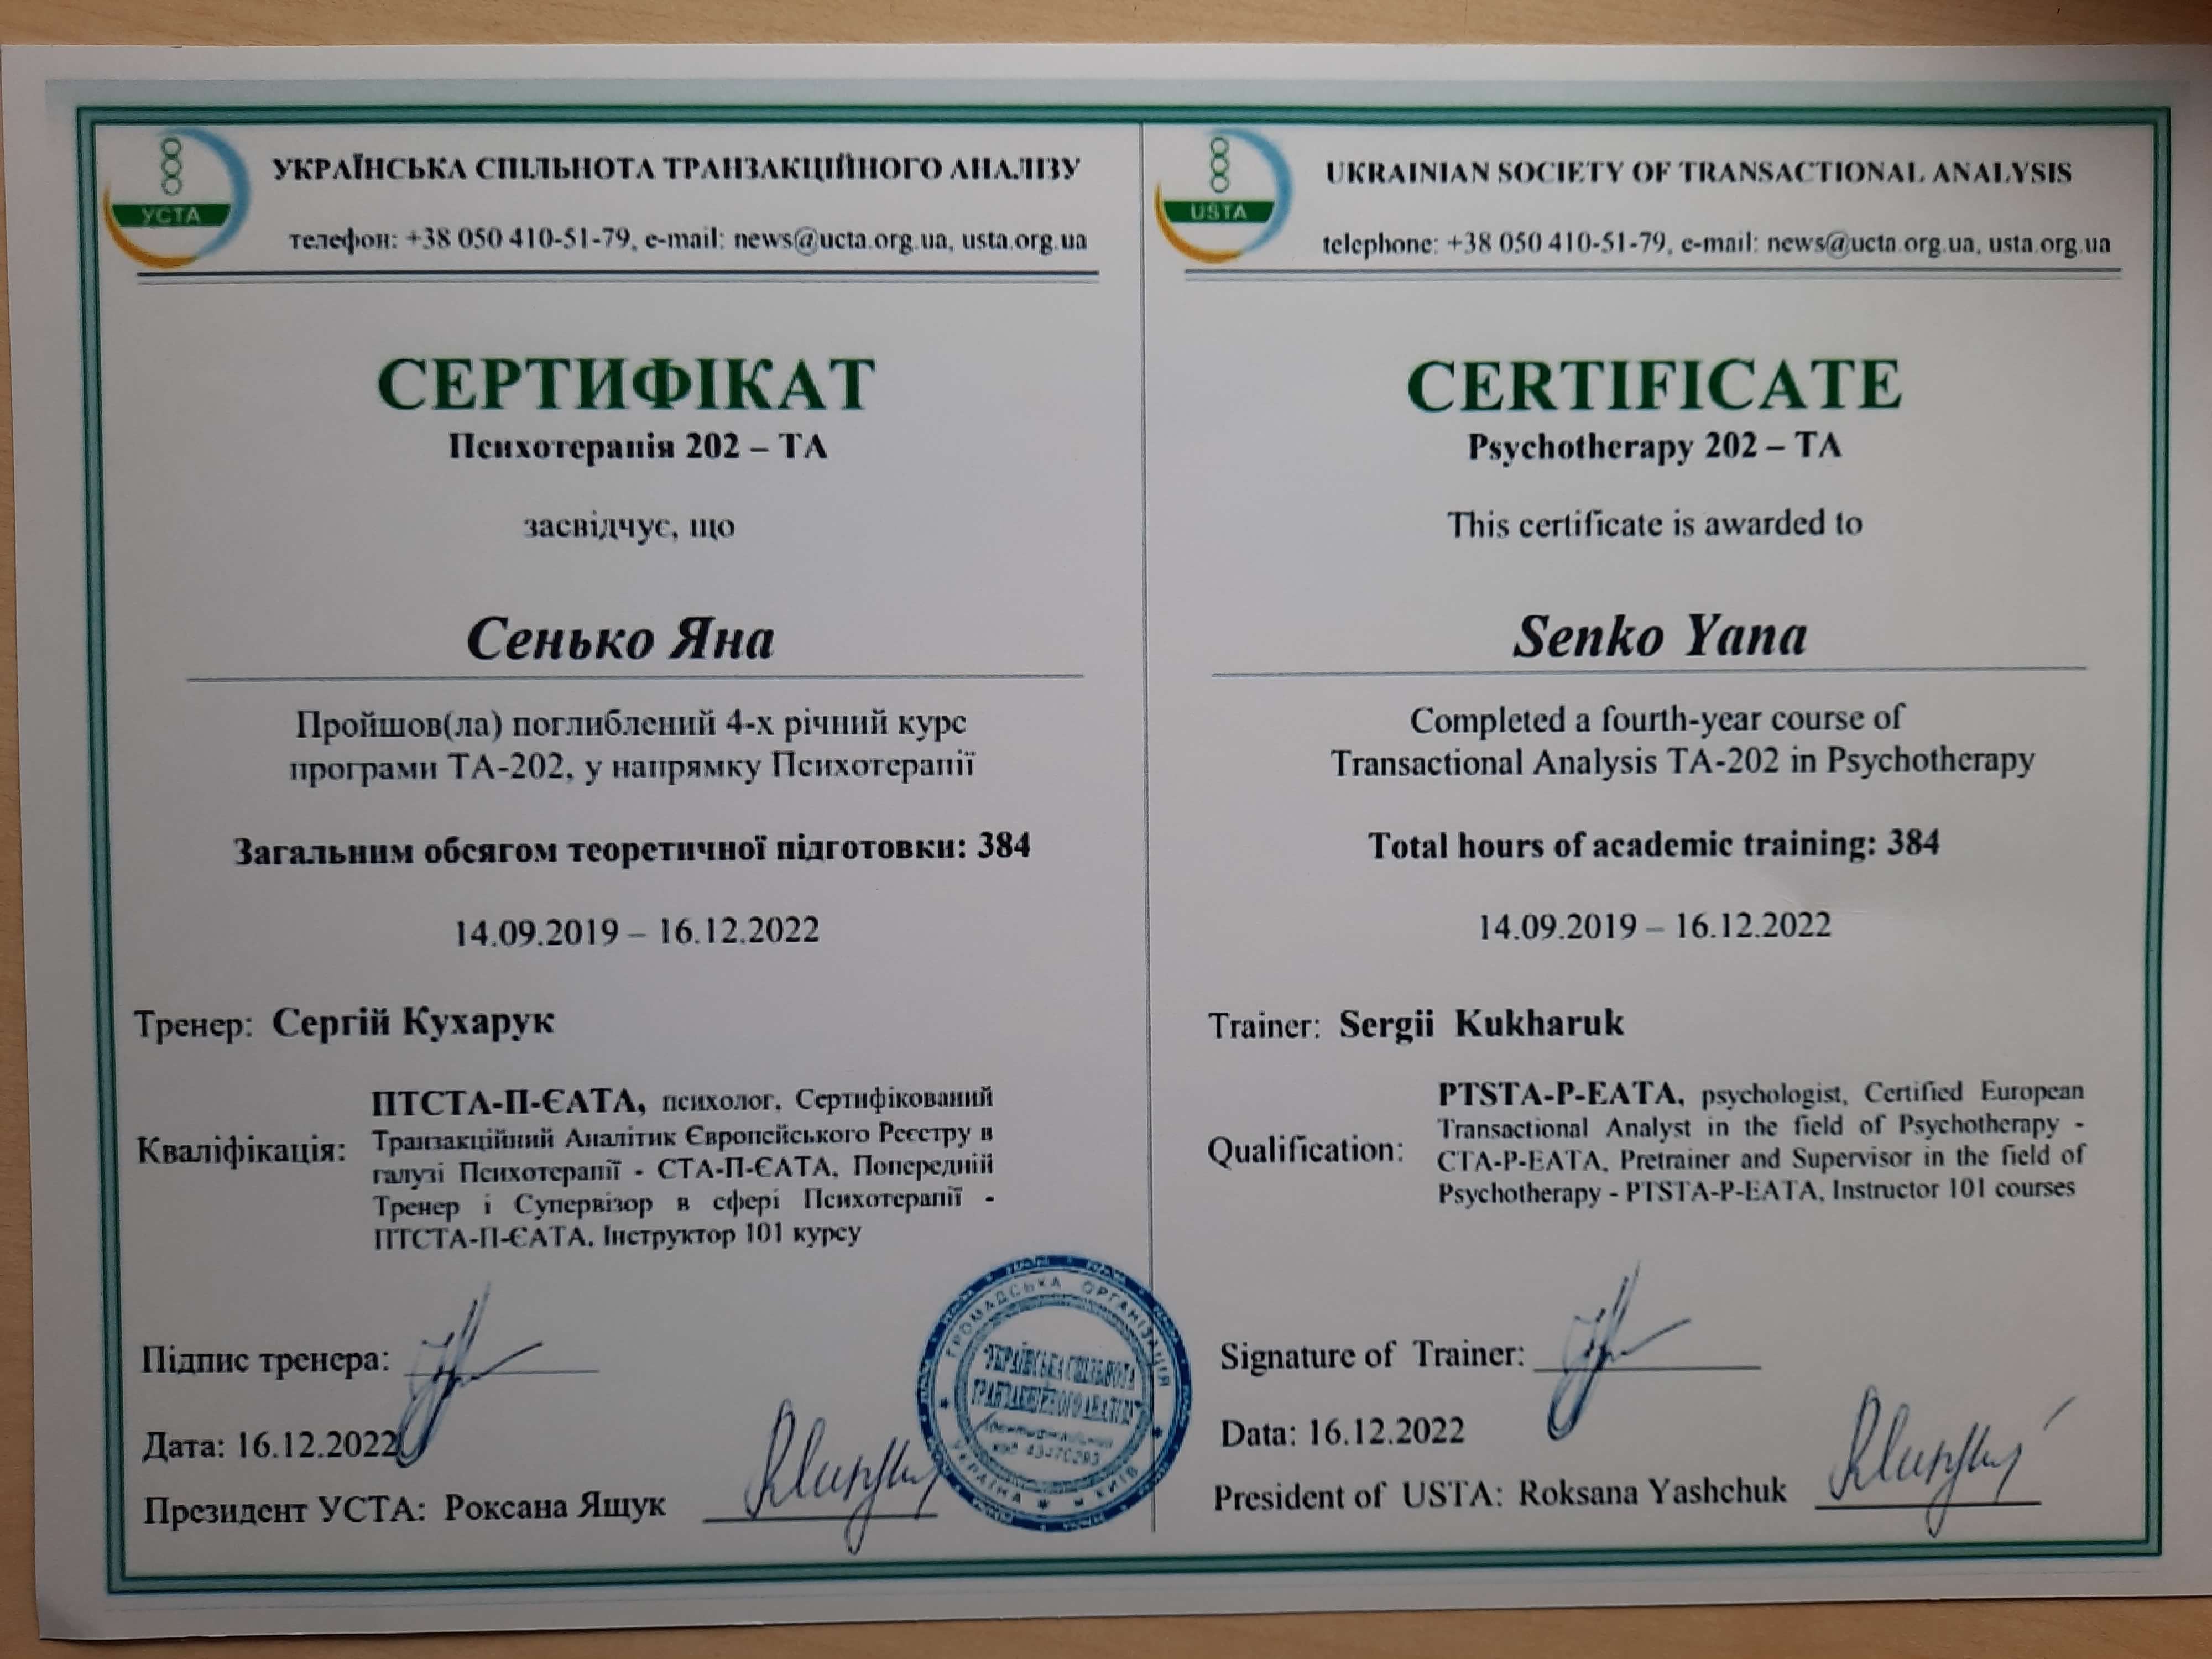 УСТА
УКРАЇНСЬКА СПІЛЬНОТА ТРАНЗАКЦІЙНОГО АНАЛІЗУ
телефон: +38 050 410-51-79, e-mail: news@ucta.org.ua, usta.org.ua
СЕРТИФІКАТ
Психотерапія 202 – ТА
засвідчує, що
Сенько Яна
Пройшов(ла) поглиблений 4-х річний курс
програми ТА-202, у напрямку Психотерапії
Загальним обсягом теоретичної підготовки: 384
14.09.2019 – 16.12.2022
Тренер: Сергій Кухарук
Кваліфікація:
ПТСТА-П-ЄАТА, психолог, Сертифікований
Транзакційний Аналітик Європейського Реєстру в
галузі Психотерапії - СТА-П-ЄАТА, Попередній
Тренер і Супервізор в сфері Психотерапії -
ПТСТА-П-ЄАТА, Інструктор 101 курсу
Підпис тренера:
Дата: 16.12.2022
Президент УСТА: Роксана Ящук
ГРОМАДСЬКА ОРГАНІЗАЦІЯ
"УКРАЇНСЬКА СПІЛЬНОТА
ТРАНЗАКЦІЙНОГО АНАЛІЗУ"
УКРАЇНА * м КИЇВ
USTA
UKRAINIAN SOCIETY OF TRANSACTIONAL ANALYSIS
telephone: +38 050 410-51-79, e-mail: news@ucta.org.ua, usta.org.ua
CERTIFICATE
Psychotherapy 202 – TA
This certificate is awarded to
Senko Yana
Completed a fourth-year course of
Transactional Analysis TA-202 in Psychotherapy
Total hours of academic training: 384
14.09.2019 – 16.12.2022
Trainer: Sergii Kukharuk
Qualification:
PTSTA-P-EATA, psychologist, Certified European
Transactional Analyst in the field of Psychotherapy -
CTA-P-EATA, Pretrainer and Supervisor in the field of
Psychotherapy - PTSTA-P-EATA, Instructor 101 courses
Signature of Trainer:
Data: 16.12.2022
President of USTA: Roksana Yashchuk